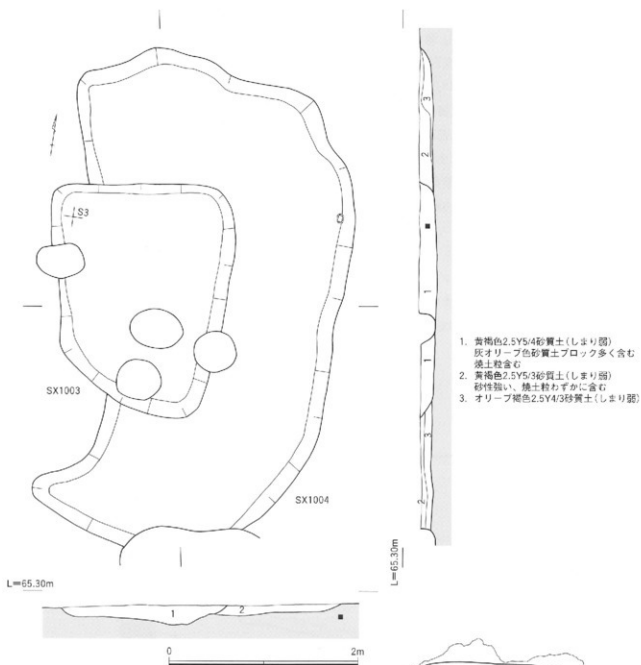 S3
SX1003
SX1004
3
2
1
1
3
2
1. 黄褐色2.5Y5/4砂質土(しまり弱)
灰オリーブ色砂質土ブロック多く含む
焼土粒含む
2. 黄褐色2.5Y5/3砂質土(しまり弱)
砂性強い、焼土粒わずかに含む
3. オリーブ褐色2.5Y4/3砂質土(しまり弱)
L=65.30m
L=65.30m
1
2
0
2m